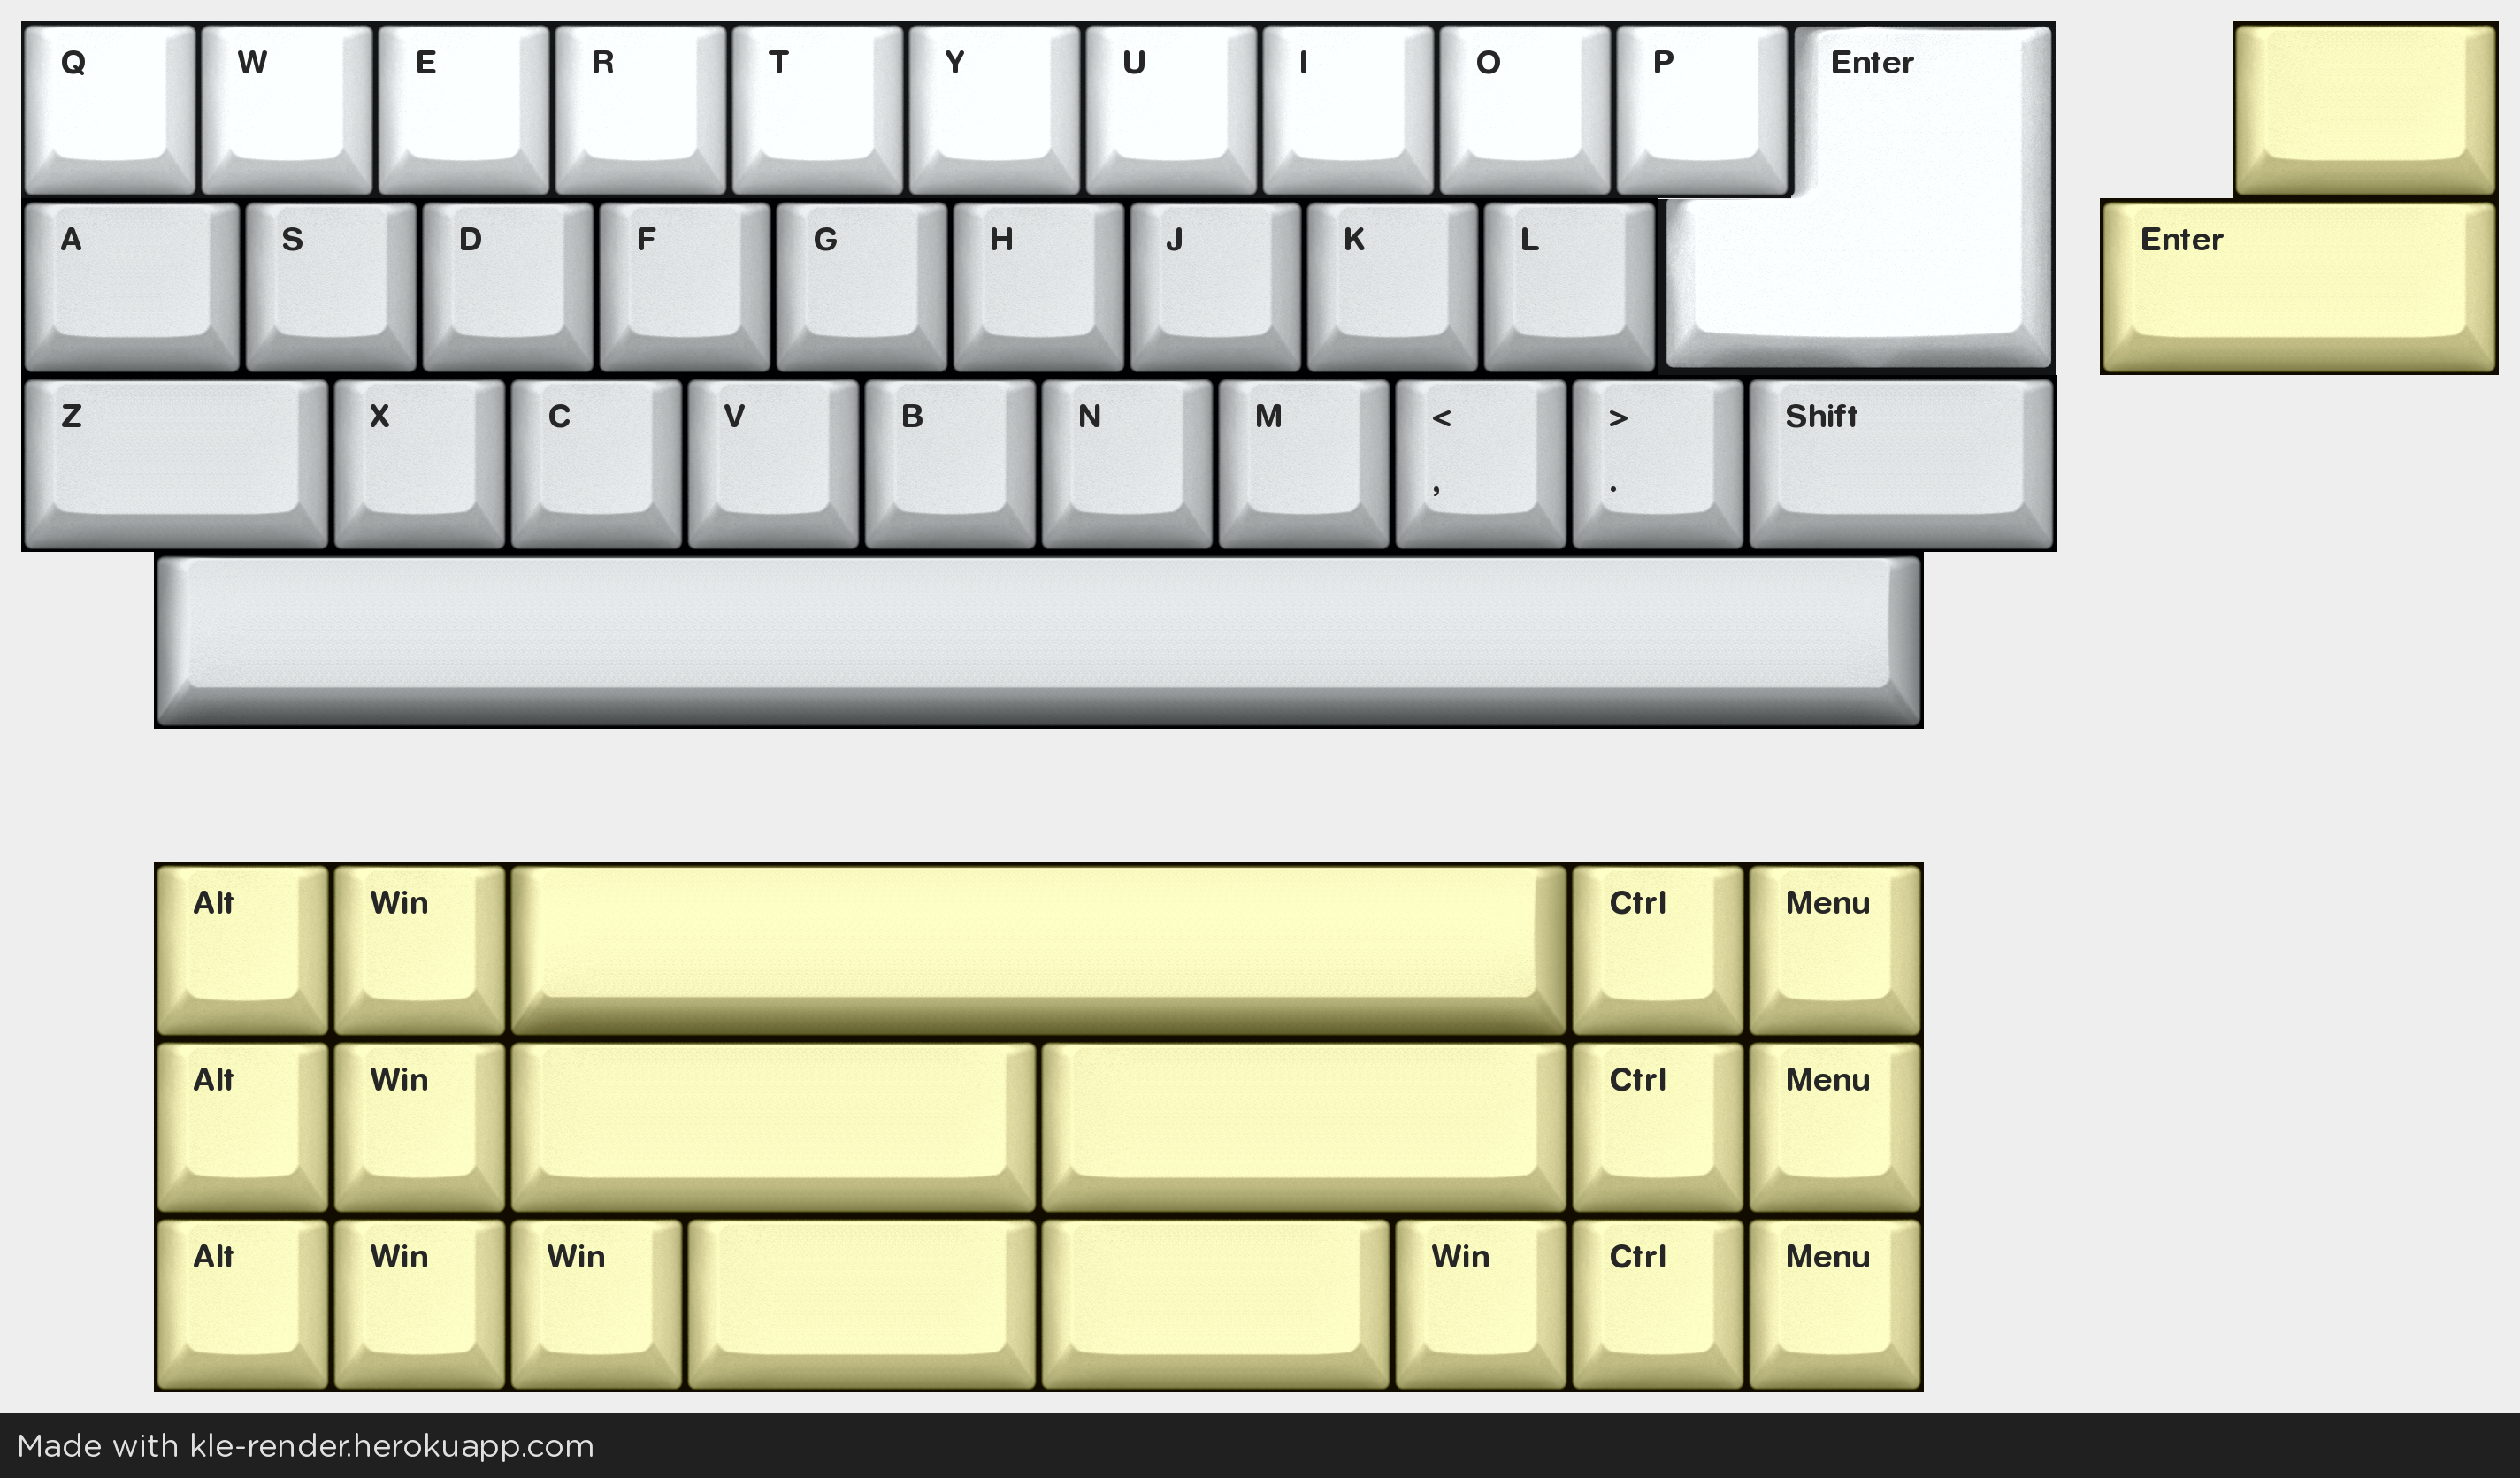 Q W E R T Y U I O P Enter
A S D F G H J K L Enter
Z X C V B N M < > Shift
, .
Alt Win Ctrl Menu
Alt Win Ctrl Menu
Alt Win Win Win Ctrl Menu
Made with kle-render.herokuapp.com